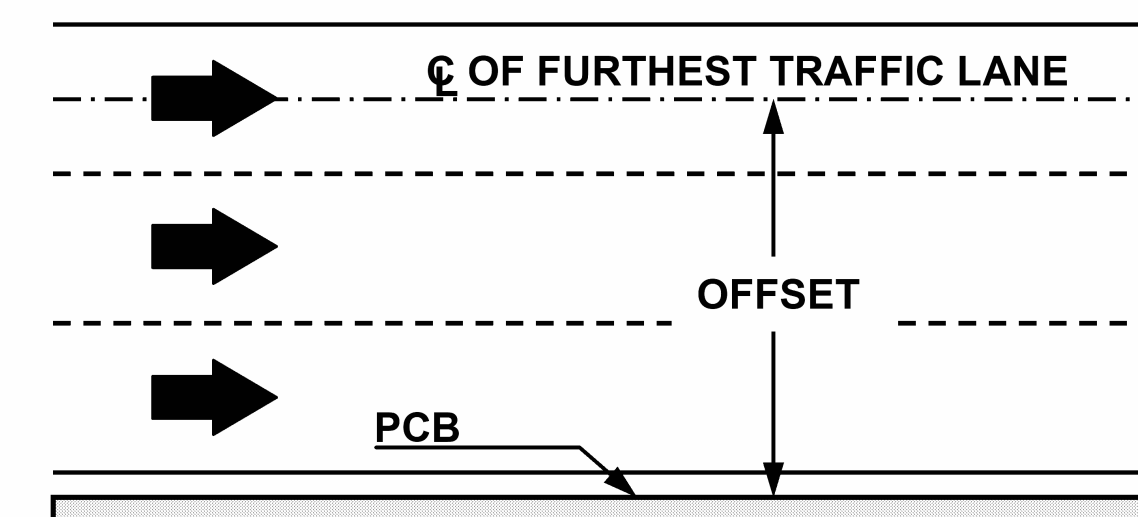 ℄ OF FURTHEST TRAFFIC LANE
OFFSET
PCB